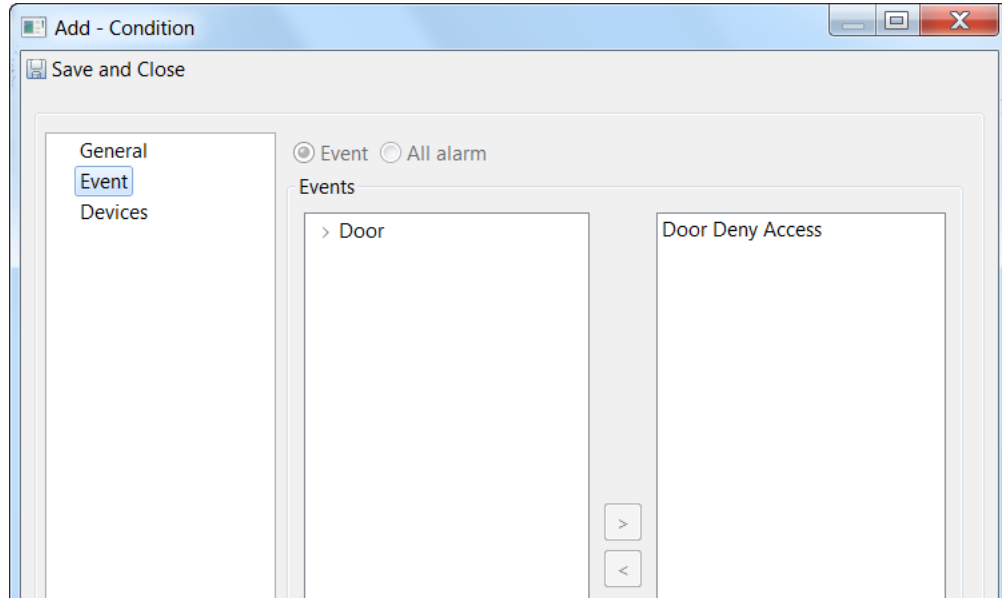 Add - Condition
Save and Close
General
Event
Devices
Event All alarm
Events
> Door
Door Deny Access
>
<